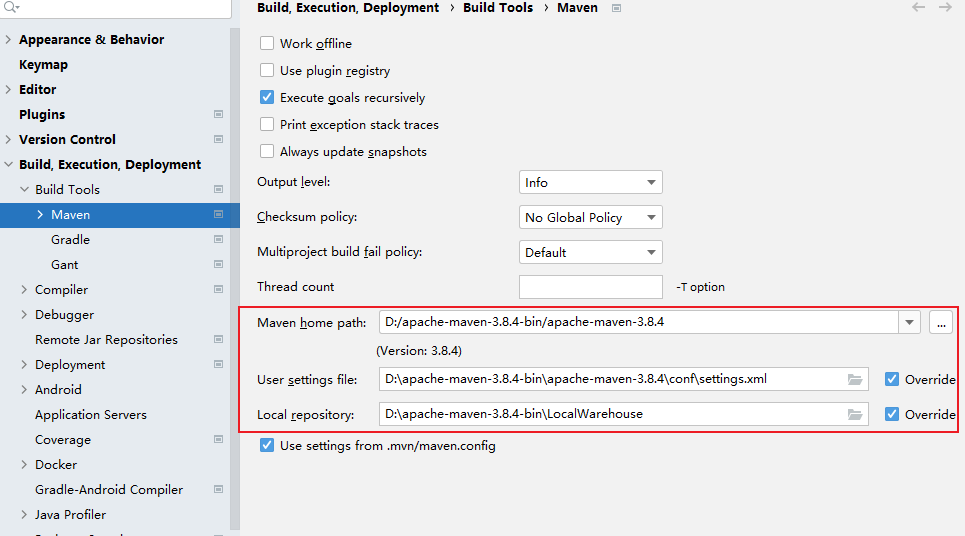 Build, Execution, Deployment › Build Tools › Maven
Appearance & Behavior
Keymap
Editor
Plugins
Version Control
Build, Execution, Deployment
Build Tools
Maven
Gradle
Gant
Compiler
Debugger
Remote Jar Repositories
Deployment
Android
Application Servers
Coverage
Docker
Gradle-Android Compiler
Java Profiler
Work offline
Use plugin registry
Execute goals recursively
Print exception stack traces
Always update snapshots
Output level: Info
Checksum policy: No Global Policy
Multiproject build fail policy: Default
Thread count -T option
Maven home path: D:/apache-maven-3.8.4-bin/apache-maven-3.8.4 ...
(Version: 3.8.4)
User settings file: D:\apache-maven-3.8.4-bin\apache-maven-3.8.4\conf\settings.xml Override
Local repository: D:\apache-maven-3.8.4-bin\LocalWarehouse Override
Use settings from .mvn/maven.config